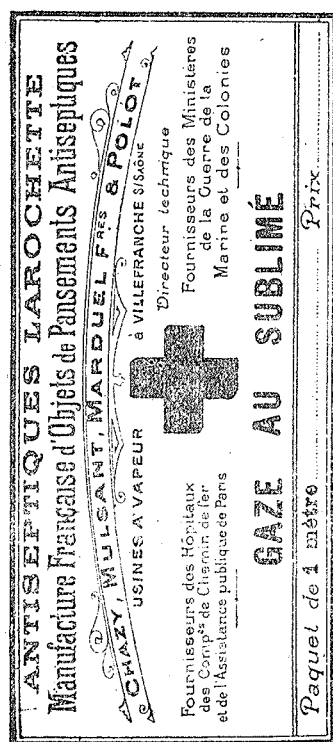 ANTISEPTIQUES LAROCHETTE
Manufacture Française d'Objets de Pansements Antiseptiques
CHAZY, MULSANT, MARDUEL FRES & POLOT
USINES A VAPEUR à VILLEFRANCHE S/SAÔNE
Directeur technique
Fournisseurs des Hôpitaux
des Compies de Chemin de fer
et de l'Assistance publique de Paris
Fournisseurs des Ministères
de la Guerre de la
Marine et des Colonies
GAZE AU SUBLIMÉ
Paquet de 1 mètre Prix